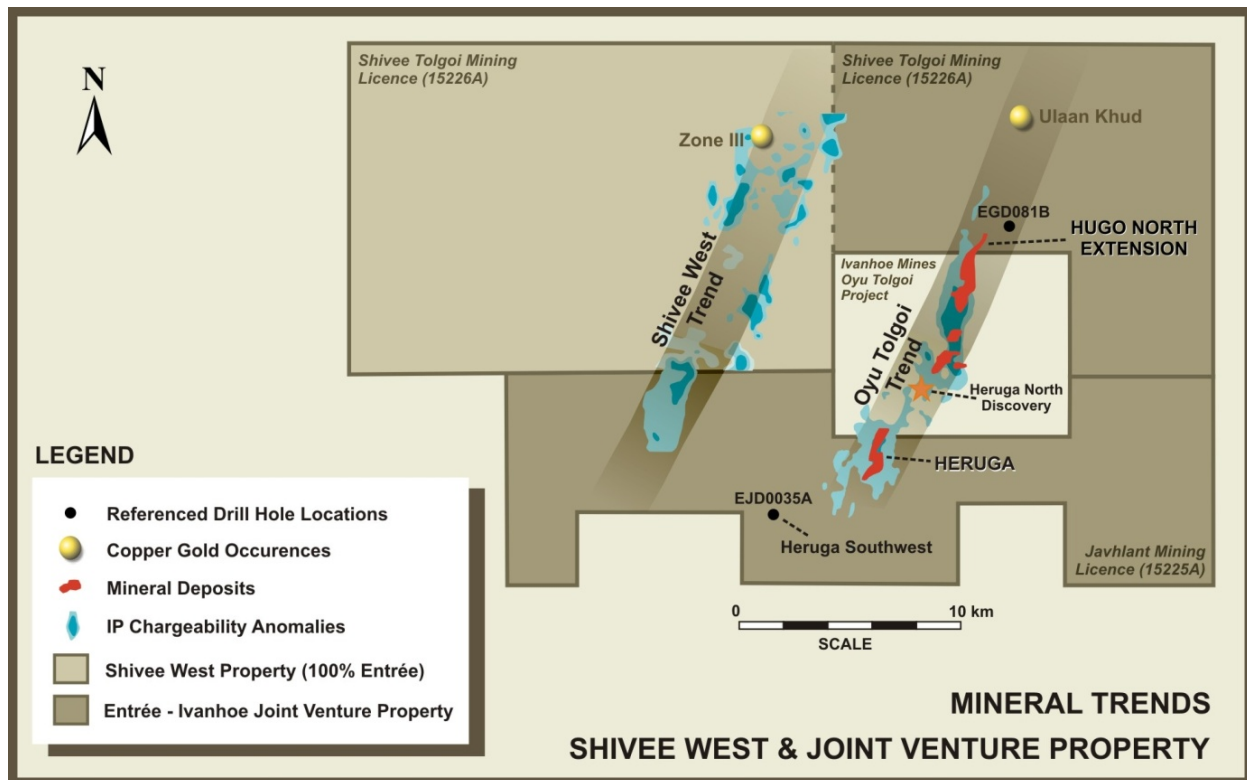 Shivee Tolgoi Mining
Licence (15226A)
Shivee Tolgoi Mining
Licence (15226A)
N
Zone III
Ulaan Khud
EGD081B
HUGO NORTH
EXTENSION
Shivee West
Trend
Ivanhoe Mines
Oyu Tolgoi
Project
Oyu Tolgoi
Trend
Heruga North
Discovery
HERUGA
EJD0035A
Heruga Southwest
Javhlant Mining
Licence (15225A)
0 10 km
SCALE
LEGEND
Referenced Drill Hole Locations
Copper Gold Occurences
Mineral Deposits
IP Chargeability Anomalies
Shivee West Property (100% Entrée)
Entrée - Ivanhoe Joint Venture Property
MINERAL TRENDS
SHIVEE WEST & JOINT VENTURE PROPERTY